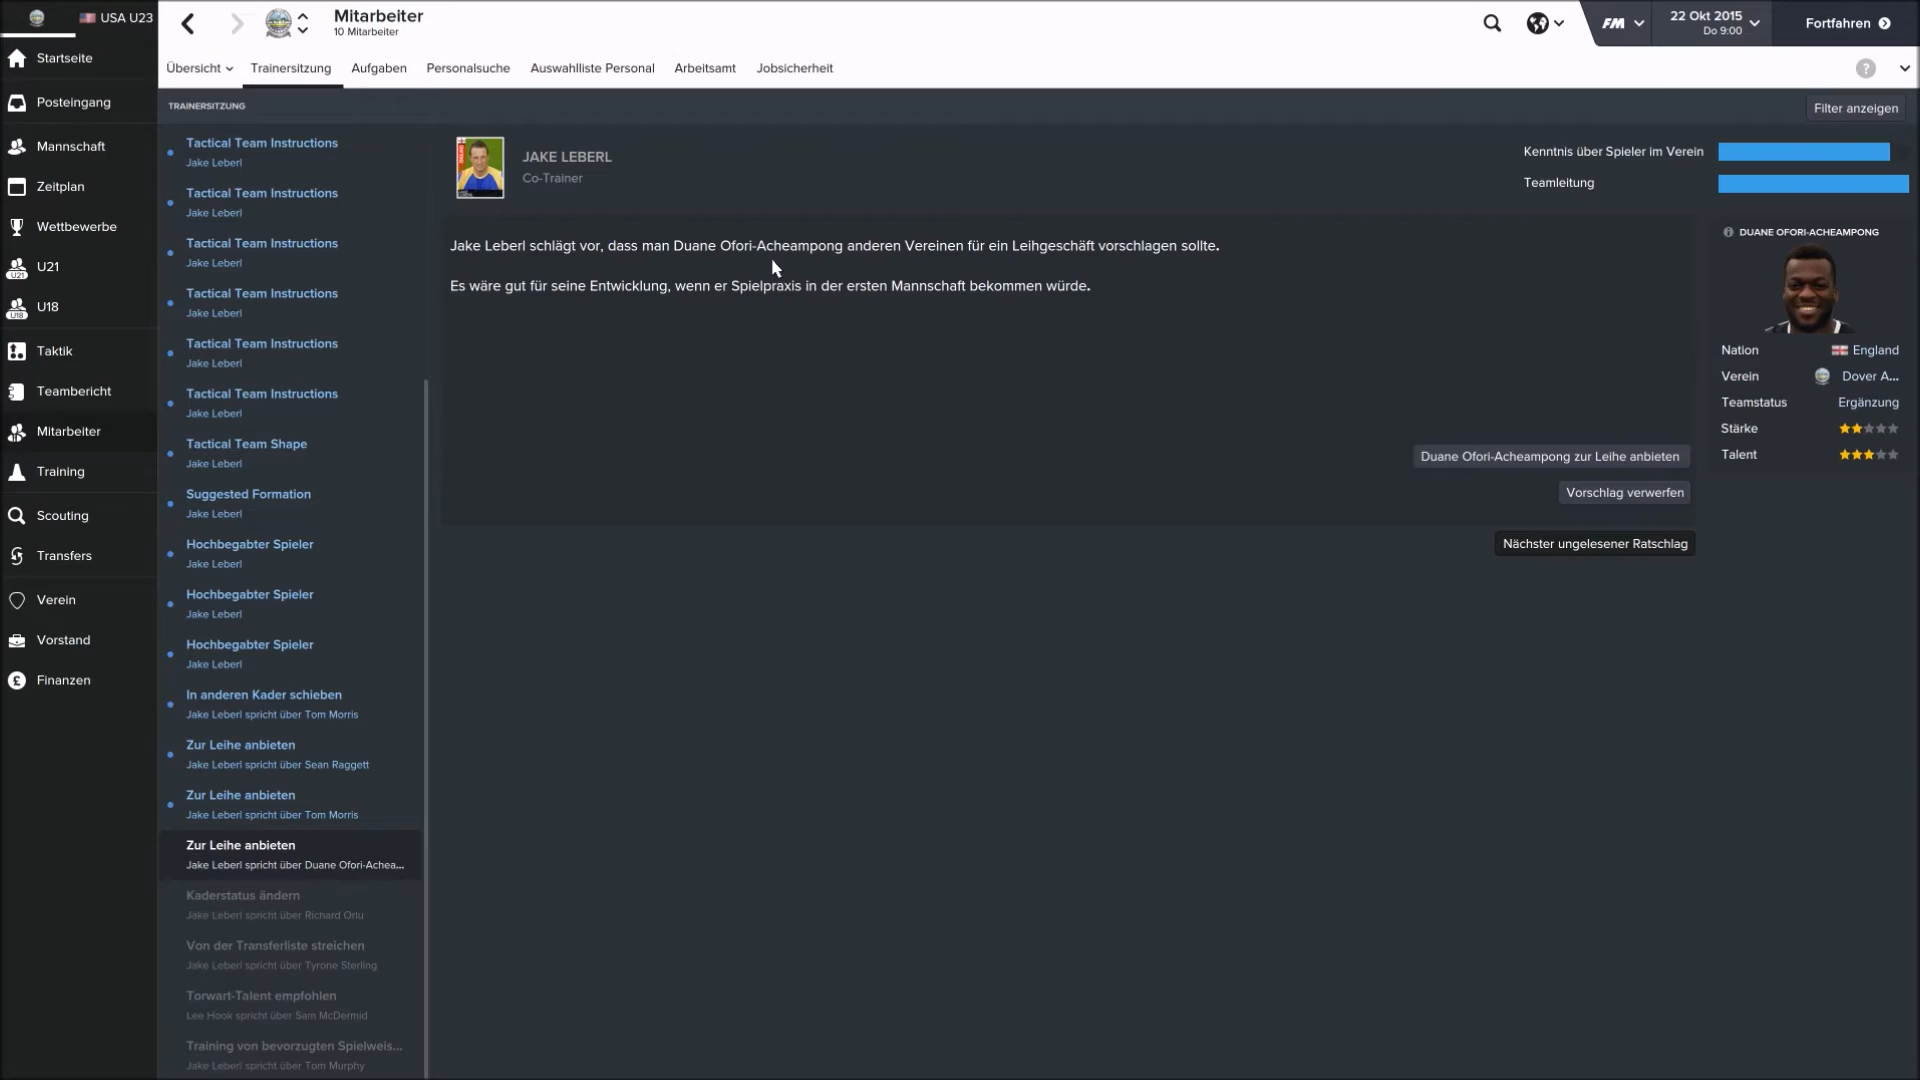 USA U23
Startseite
Posteingang
Mannschaft
Zeitplan
Wettbewerbe
U21
U18
Taktik
Teambericht
Mitarbeiter
Training
Scouting
Transfers
Verein
Vorstand
Finanzen
Mitarbeiter
10 Mitarbeiter
FM
22 Okt 2015
Do 9:00
Fortfahren
Übersicht
Trainersitzung
Aufgaben
Personalsuche
Auswahlliste Personal
Arbeitsamt
Jobsicherheit
TRAINERSITZUNG
Filter anzeigen
Tactical Team Instructions
Jake Leberl
Tactical Team Instructions
Jake Leberl
Tactical Team Instructions
Jake Leberl
Tactical Team Instructions
Jake Leberl
Tactical Team Instructions
Jake Leberl
Tactical Team Instructions
Jake Leberl
Tactical Team Shape
Jake Leberl
Suggested Formation
Jake Leberl
Hochbegabter Spieler
Jake Leberl
Hochbegabter Spieler
Jake Leberl
Hochbegabter Spieler
Jake Leberl
In anderen Kader schieben
Jake Leberl spricht über Tom Morris
Zur Leihe anbieten
Jake Leberl spricht über Sean Raggett
Zur Leihe anbieten
Jake Leberl spricht über Tom Morris
Zur Leihe anbieten
Jake Leberl spricht über Duane Ofori-Achea...
Kaderstatus ändern
Jake Leberl spricht über Richard Orlu
Von der Transferliste streichen
Jake Leberl spricht über Tyrone Sterling
Torwart-Talent empfohlen
Lee Hook spricht über Sam McDermid
Training von bevorzugten Spielweis...
Jake Leberl spricht über Tom Murphy
JAKE LEBERL
Co-Trainer
Kenntnis über Spieler im Verein
Teamleitung
Jake Leberl schlägt vor, dass man Duane Ofori-Acheampong anderen Vereinen für ein Leihgeschäft vorschlagen sollte.
Es wäre gut für seine Entwicklung, wenn er Spielpraxis in der ersten Mannschaft bekommen würde.
Duane Ofori-Acheampong zur Leihe anbieten
Vorschlag verwerfen
Nächster ungelesener Ratschlag
DUANE OFORI-ACHEAMPONG
Nation England
Verein Dover A...
Teamstatus Ergänzung
Stärke
Talent